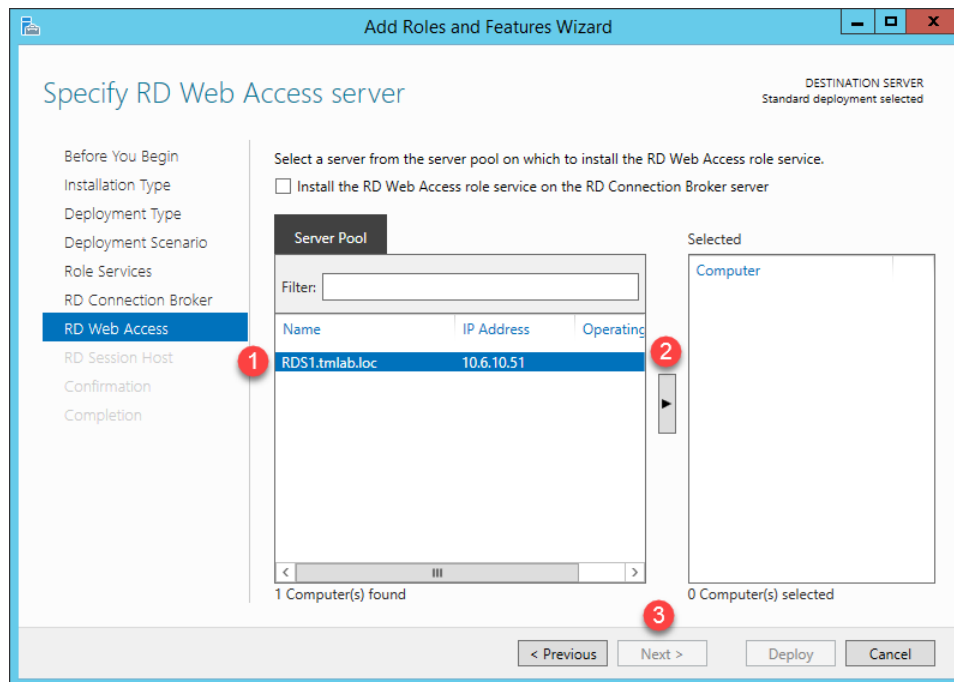 Add Roles and Features Wizard
Specify RD Web Access server
DESTINATION SERVER
Standard deployment selected
Before You Begin
Installation Type
Deployment Type
Deployment Scenario
Role Services
RD Connection Broker
RD Web Access
RD Session Host
Confirmation
Completion
Select a server from the server pool on which to install the RD Web Access role service.
Install the RD Web Access role service on the RD Connection Broker server
Server Pool
Filter:
Name IP Address Operating
1 RDS1.tmlab.loc 10.6.10.51
2
1 Computer(s) found
Selected
Computer
0 Computer(s) selected
3
< Previous Next > Deploy Cancel